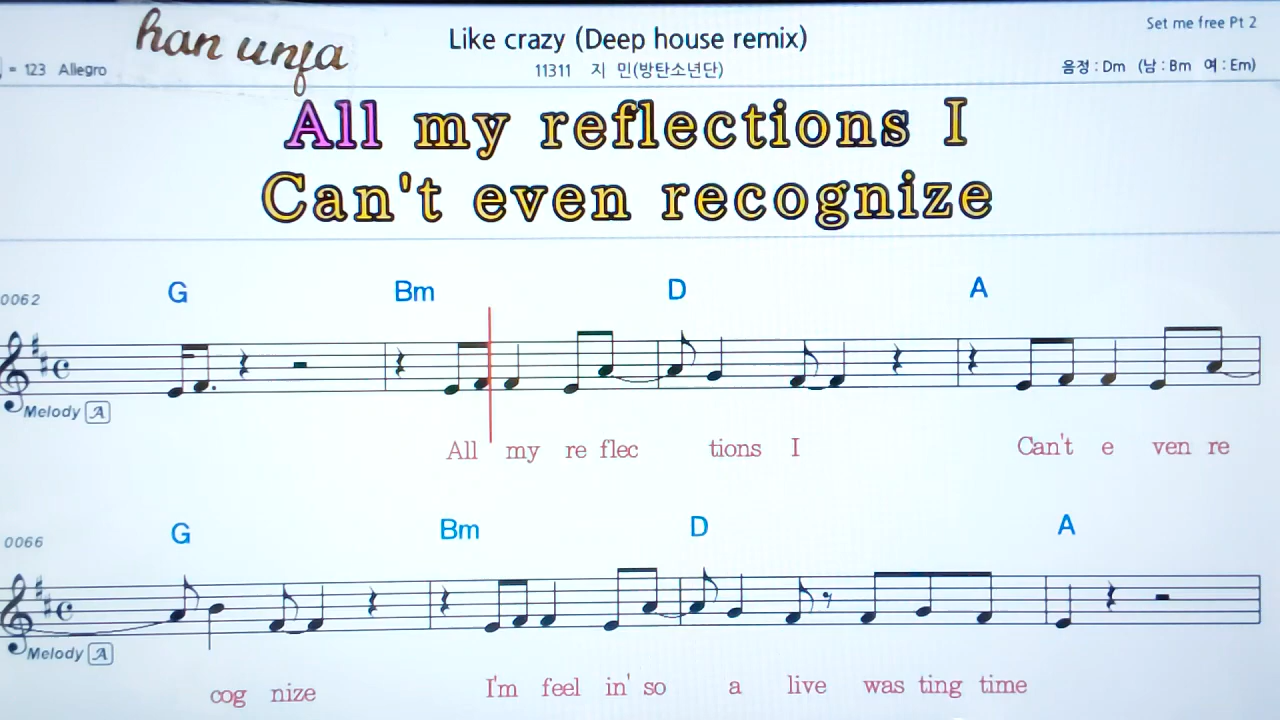 han unja
Like crazy (Deep house remix)
Set me free Pt 2
= 123 Allegro
11311 지 민(방탄소년단)
음정 : Dm (남 : Bm 여 : Em)
All my reflections I
Can't even recognize
0062 G Bm D A
Melody A
All my re flec tions I Can't e ven re
0066 G Bm D A
Melody A
cog nize I'm feel in' so a live was ting time